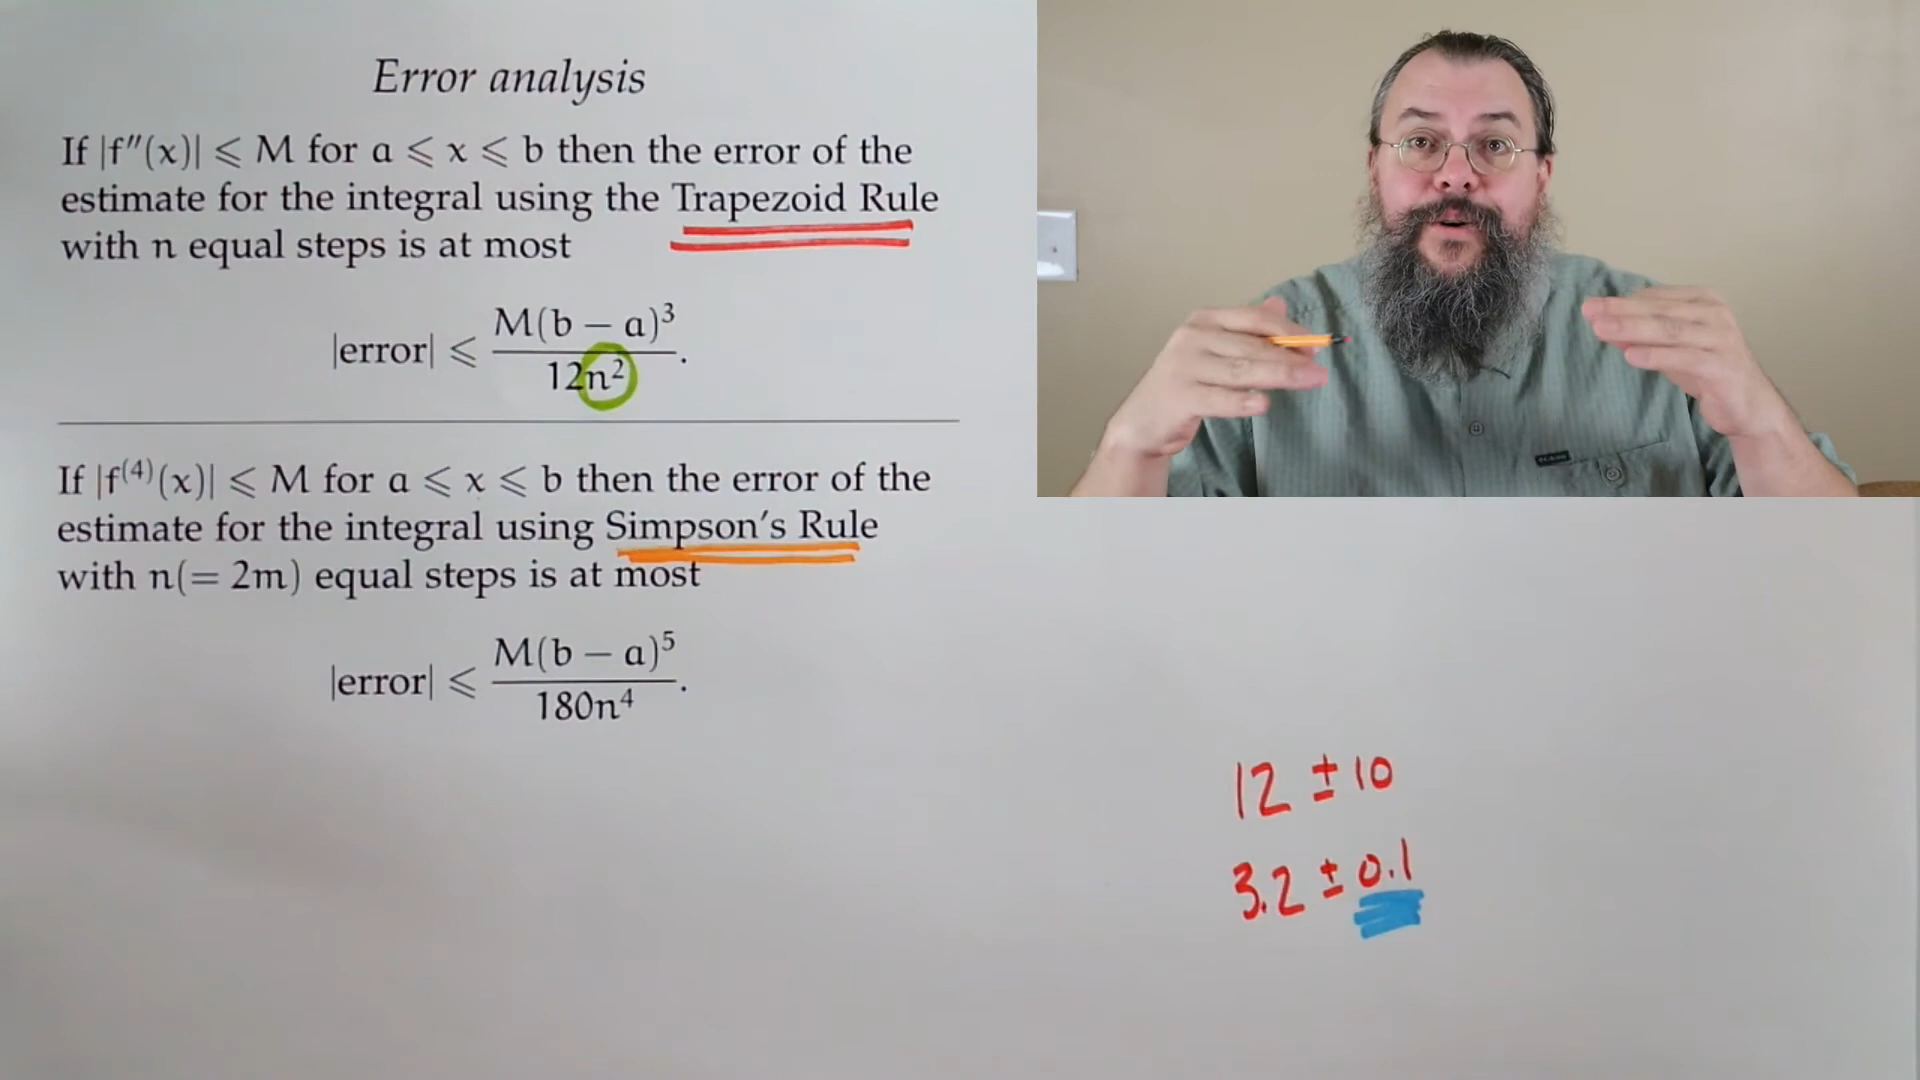 Error analysis
If |f″(x)| ⩽ M for a ⩽ x ⩽ b then the error of the
estimate for the integral using the Trapezoid Rule
with n equal steps is at most
|error| ⩽ M(b − a)³ / 12n².
If |f⁽⁴⁾(x)| ⩽ M for a ⩽ x ⩽ b then the error of the
estimate for the integral using Simpson's Rule
with n(= 2m) equal steps is at most
|error| ⩽ M(b − a)⁵ / 180n⁴.
12 ± 10
3.2 ± 0.1